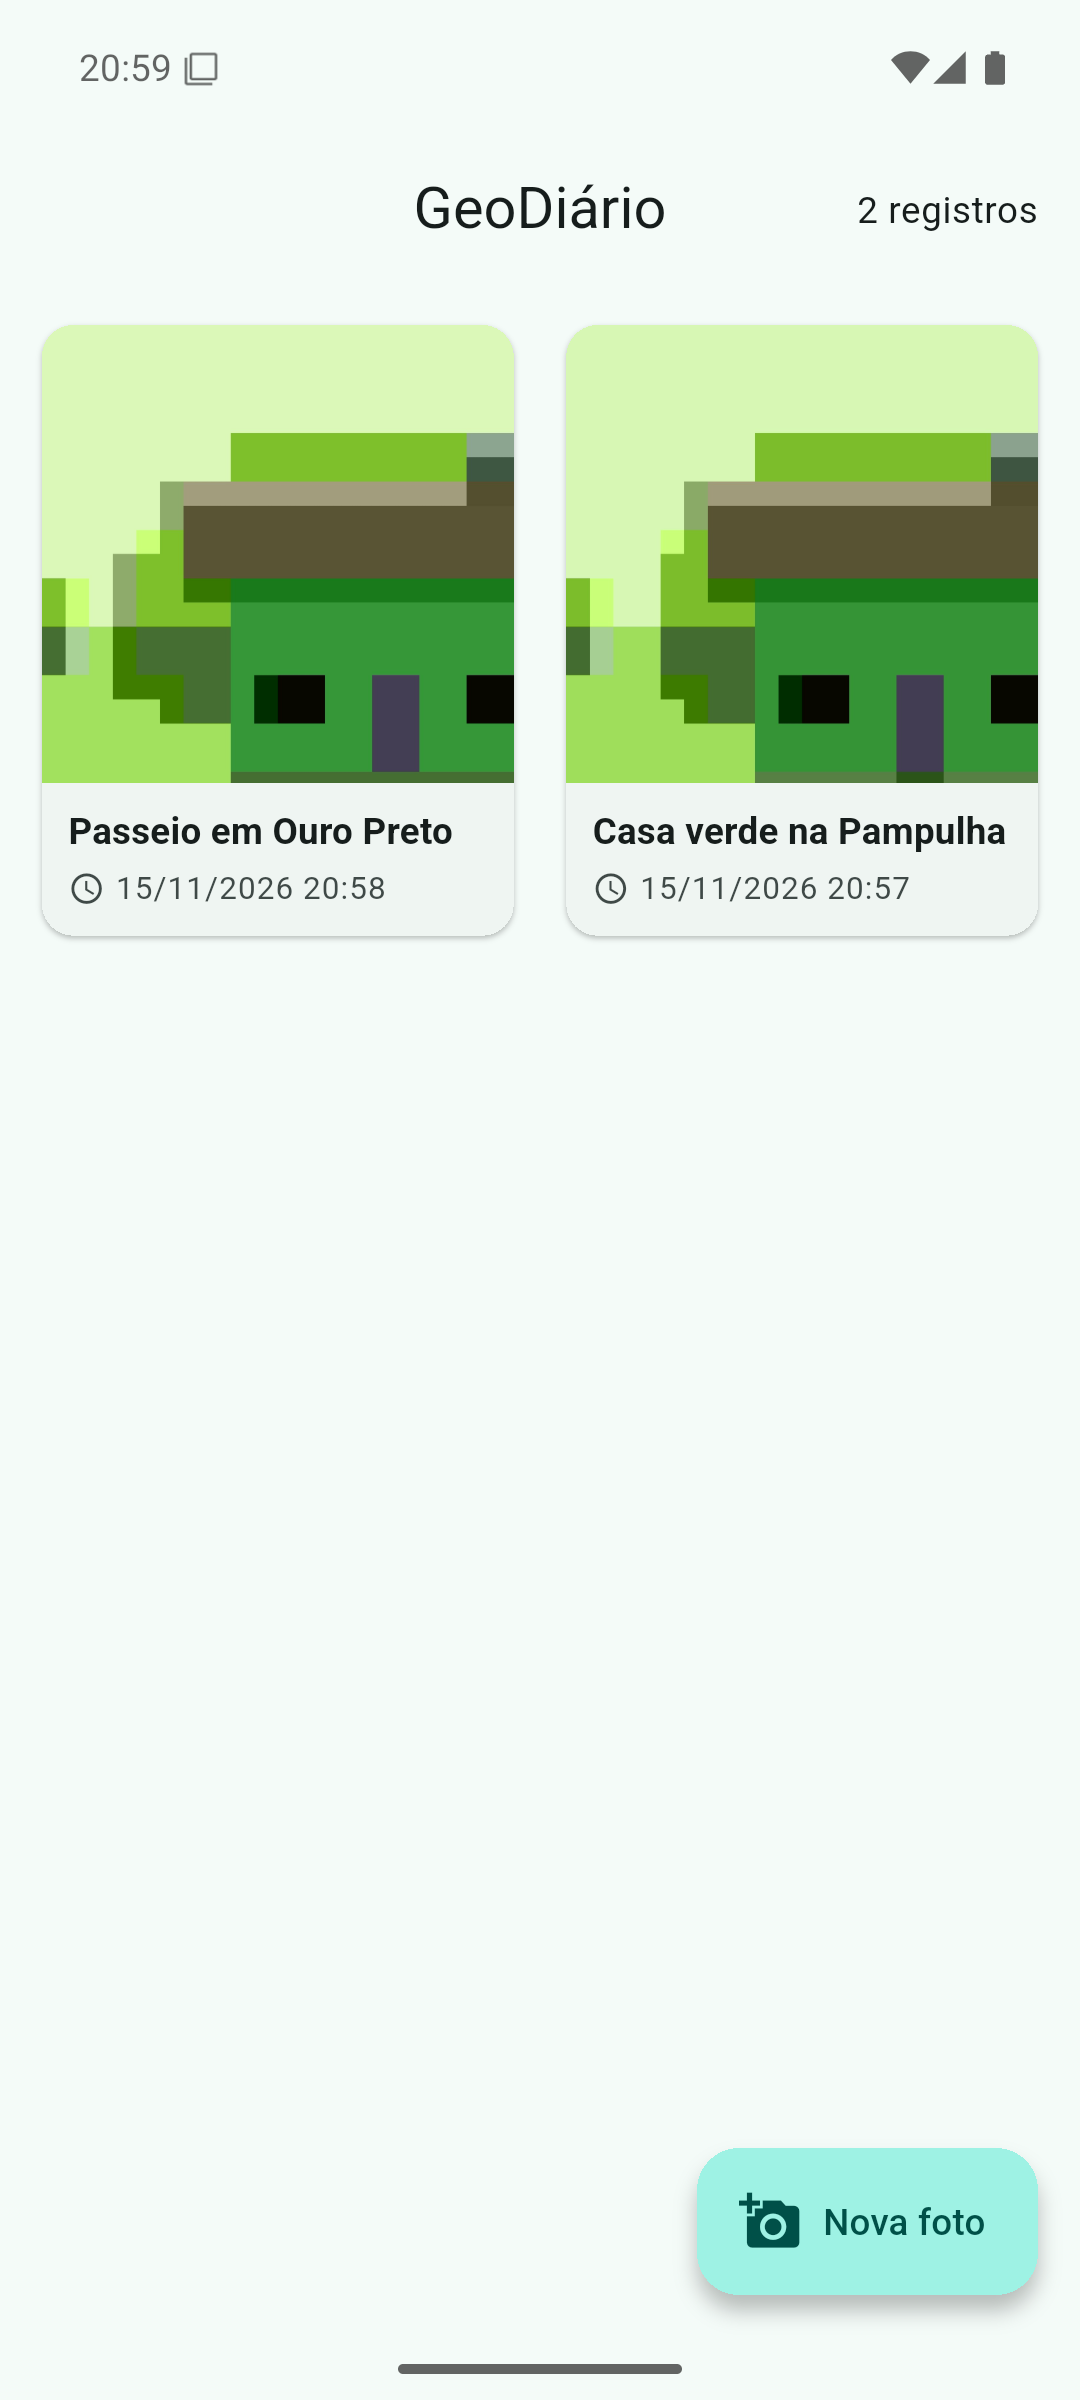 20:59
GeoDiário
2 registros
Passeio em Ouro Preto
15/11/2026 20:58
Casa verde na Pampulha
15/11/2026 20:57
Nova foto